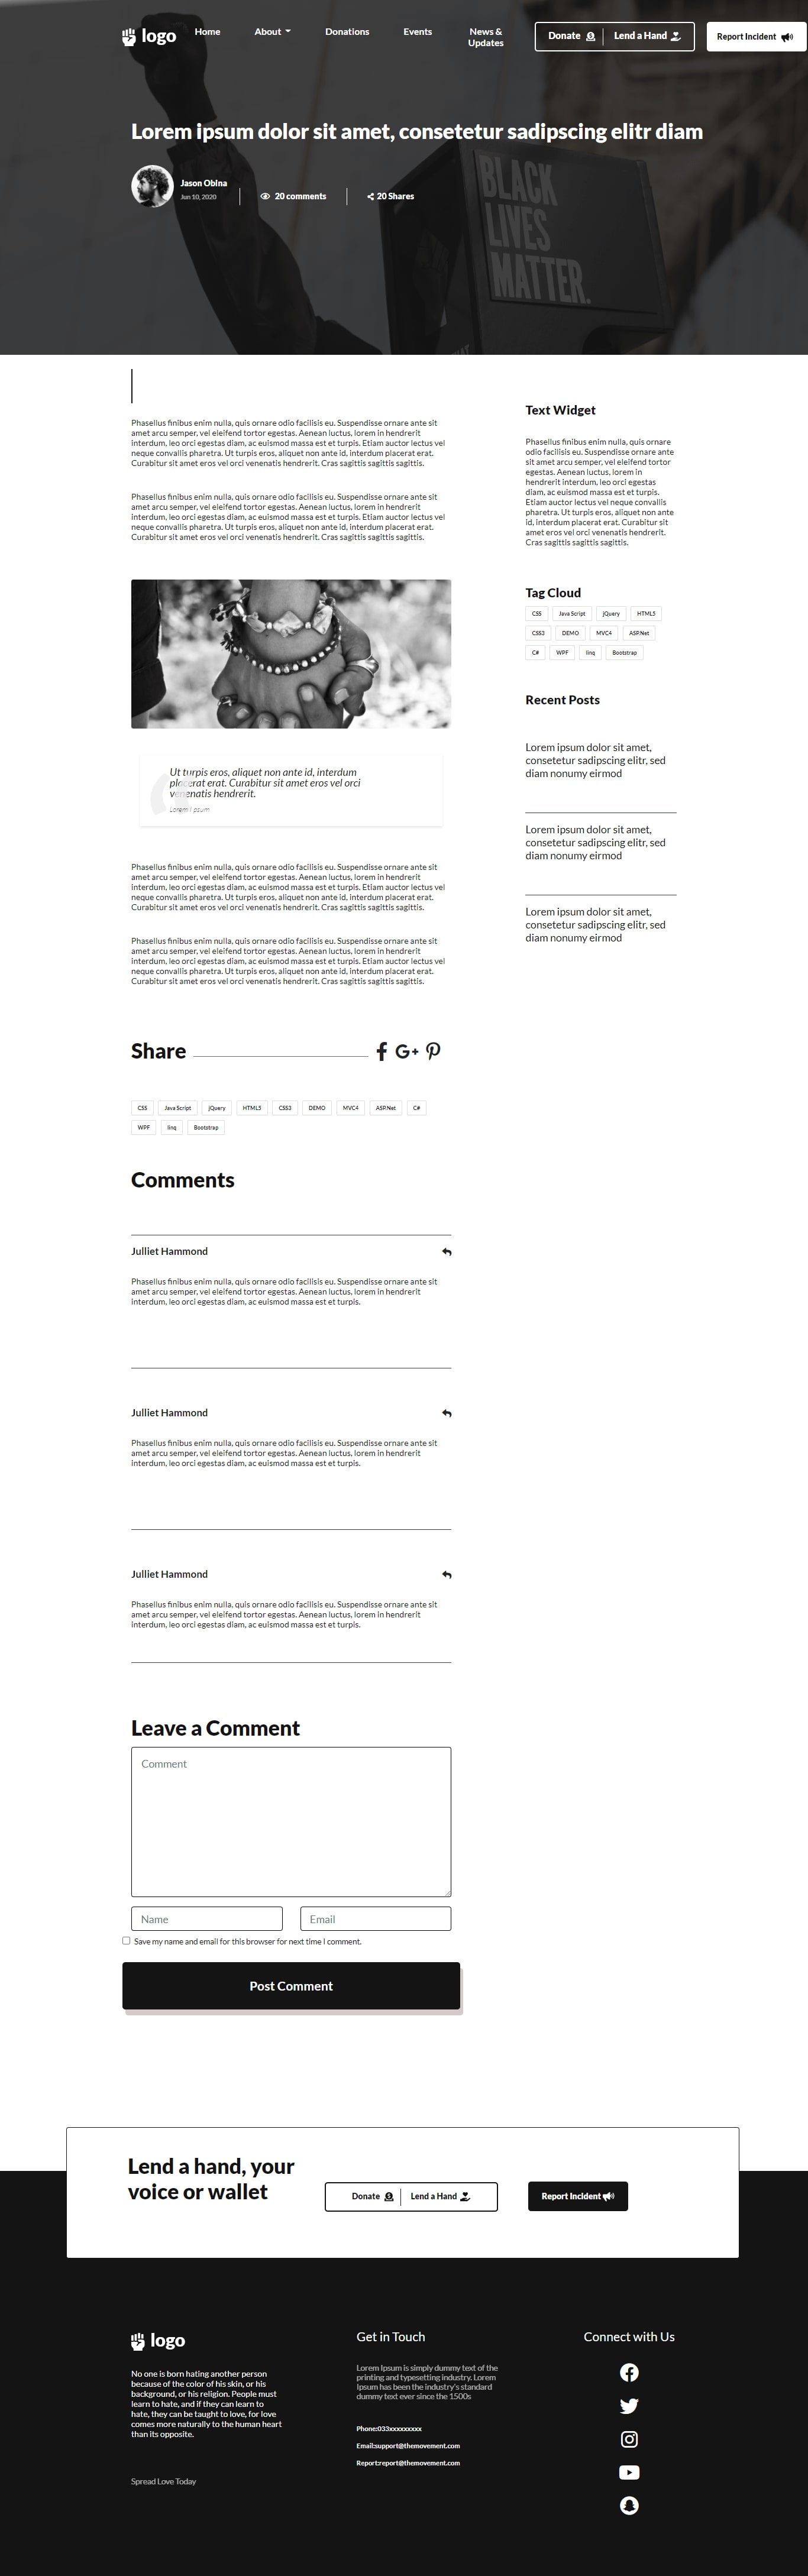 logo
Home
About
Donations
Events
News &
Updates
Donate
Lend a Hand
Report Incident
Lorem ipsum dolor sit amet, consetetur sadipscing elitr diam
Jason Obina
Jun 10, 2020
20 comments
20 Shares
BLACK
LIVES
MATTER.
Phasellus finibus enim nulla, quis ornare odio facilisis eu. Suspendisse ornare ante sit
amet arcu semper, vel eleifend tortor egestas. Aenean luctus, lorem in hendrerit
interdum, leo orci egestas diam, ac euismod massa est et turpis. Etiam auctor lectus vel
neque convallis pharetra. Ut turpis eros, aliquet non ante id, interdum placerat erat.
Curabitur sit amet eros vel orci venenatis hendrerit. Cras sagittis sagittis sagittis.
Phasellus finibus enim nulla, quis ornare odio facilisis eu. Suspendisse ornare ante sit
amet arcu semper, vel eleifend tortor egestas. Aenean luctus, lorem in hendrerit
interdum, leo orci egestas diam, ac euismod massa est et turpis. Etiam auctor lectus vel
neque convallis pharetra. Ut turpis eros, aliquet non ante id, interdum placerat erat.
Curabitur sit amet eros vel orci venenatis hendrerit. Cras sagittis sagittis sagittis.
Ut turpis eros, aliquet non ante id, interdum
placerat erat. Curabitur sit amet eros vel orci
venenatis hendrerit.
Lorem I psum
Phasellus finibus enim nulla, quis ornare odio facilisis eu. Suspendisse ornare ante sit
amet arcu semper, vel eleifend tortor egestas. Aenean luctus, lorem in hendrerit
interdum, leo orci egestas diam, ac euismod massa est et turpis. Etiam auctor lectus vel
neque convallis pharetra. Ut turpis eros, aliquet non ante id, interdum placerat erat.
Curabitur sit amet eros vel orci venenatis hendrerit. Cras sagittis sagittis sagittis.
Phasellus finibus enim nulla, quis ornare odio facilisis eu. Suspendisse ornare ante sit
amet arcu semper, vel eleifend tortor egestas. Aenean luctus, lorem in hendrerit
interdum, leo orci egestas diam, ac euismod massa est et turpis. Etiam auctor lectus vel
neque convallis pharetra. Ut turpis eros, aliquet non ante id, interdum placerat erat.
Curabitur sit amet eros vel orci venenatis hendrerit. Cras sagittis sagittis sagittis.
Share
CSS Java Script jQuery HTML5 CSS3 DEMO MVC4 ASP.Net C#
WPF linq Bootstrap
Comments
Julliet Hammond
Phasellus finibus enim nulla, quis ornare odio facilisis eu. Suspendisse ornare ante sit
amet arcu semper, vel eleifend tortor egestas. Aenean luctus, lorem in hendrerit
interdum, leo orci egestas diam, ac euismod massa est et turpis.
Julliet Hammond
Phasellus finibus enim nulla, quis ornare odio facilisis eu. Suspendisse ornare ante sit
amet arcu semper, vel eleifend tortor egestas. Aenean luctus, lorem in hendrerit
interdum, leo orci egestas diam, ac euismod massa est et turpis.
Julliet Hammond
Phasellus finibus enim nulla, quis ornare odio facilisis eu. Suspendisse ornare ante sit
amet arcu semper, vel eleifend tortor egestas. Aenean luctus, lorem in hendrerit
interdum, leo orci egestas diam, ac euismod massa est et turpis.
Leave a Comment
Comment
Name
Email
Save my name and email for this browser for next time I comment.
Post Comment
Text Widget
Phasellus finibus enim nulla, quis ornare
odio facilisis eu. Suspendisse ornare ante
sit amet arcu semper, vel eleifend tortor
egestas. Aenean luctus, lorem in
hendrerit interdum, leo orci egestas
diam, ac euismod massa est et turpis.
Etiam auctor lectus vel neque convallis
pharetra. Ut turpis eros, aliquet non ante
id, interdum placerat erat. Curabitur sit
amet eros vel orci venenatis hendrerit.
Cras sagittis sagittis sagittis.
Tag Cloud
CSS Java Script jQuery HTML5
CSS3 DEMO MVC4 ASP.Net
C# WPF linq Bootstrap
Recent Posts
Lorem ipsum dolor sit amet,
consetetur sadipscing elitr, sed
diam nonumy eirmod
Lorem ipsum dolor sit amet,
consetetur sadipscing elitr, sed
diam nonumy eirmod
Lorem ipsum dolor sit amet,
consetetur sadipscing elitr, sed
diam nonumy eirmod
Lend a hand, your
voice or wallet
Donate
Lend a Hand
Report Incident
logo
No one is born hating another person
because of the color of his skin, or his
background, or his religion. People must
learn to hate, and if they can learn to
hate, they can be taught to love, for love
comes more naturally to the human heart
than its opposite.
Spread Love Today
Get in Touch
Lorem Ipsum is simply dummy text of the
printing and typesetting industry. Lorem
Ipsum has been the industry's standard
dummy text ever since the 1500s
Phone:033xxxxxxxxx
Email:support@themovement.com
Report:report@themovement.com
Connect with Us